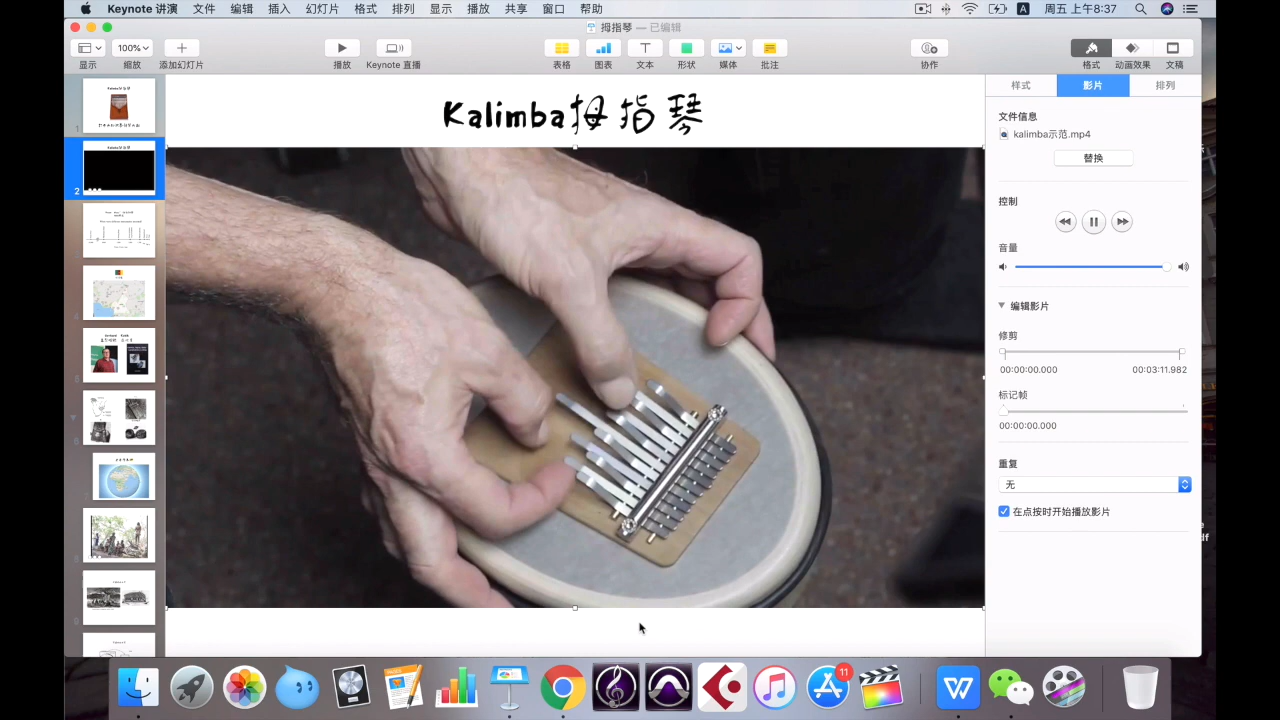 Keynote 讲演 文件 编辑 插入 幻灯片 格式 排列 显示 播放 共享 窗口 帮助 A 周五 上午8:37
拇指琴 — 已编辑
100%
显示 缩放 添加幻灯片 播放 Keynote 直播 表格 图表 文本 形状 媒体 批注 协作 格式 动画效果 文稿
Kalimba拇指琴
样式 影片 排列
文件信息
kalimba示范.mp4
替换
控制
音量
编辑影片
修剪
00:00:00.000 00:03:11.982
标记帧
00:00:00.000
重复
无
在点按时开始播放影片
1
2
4
6
11
W